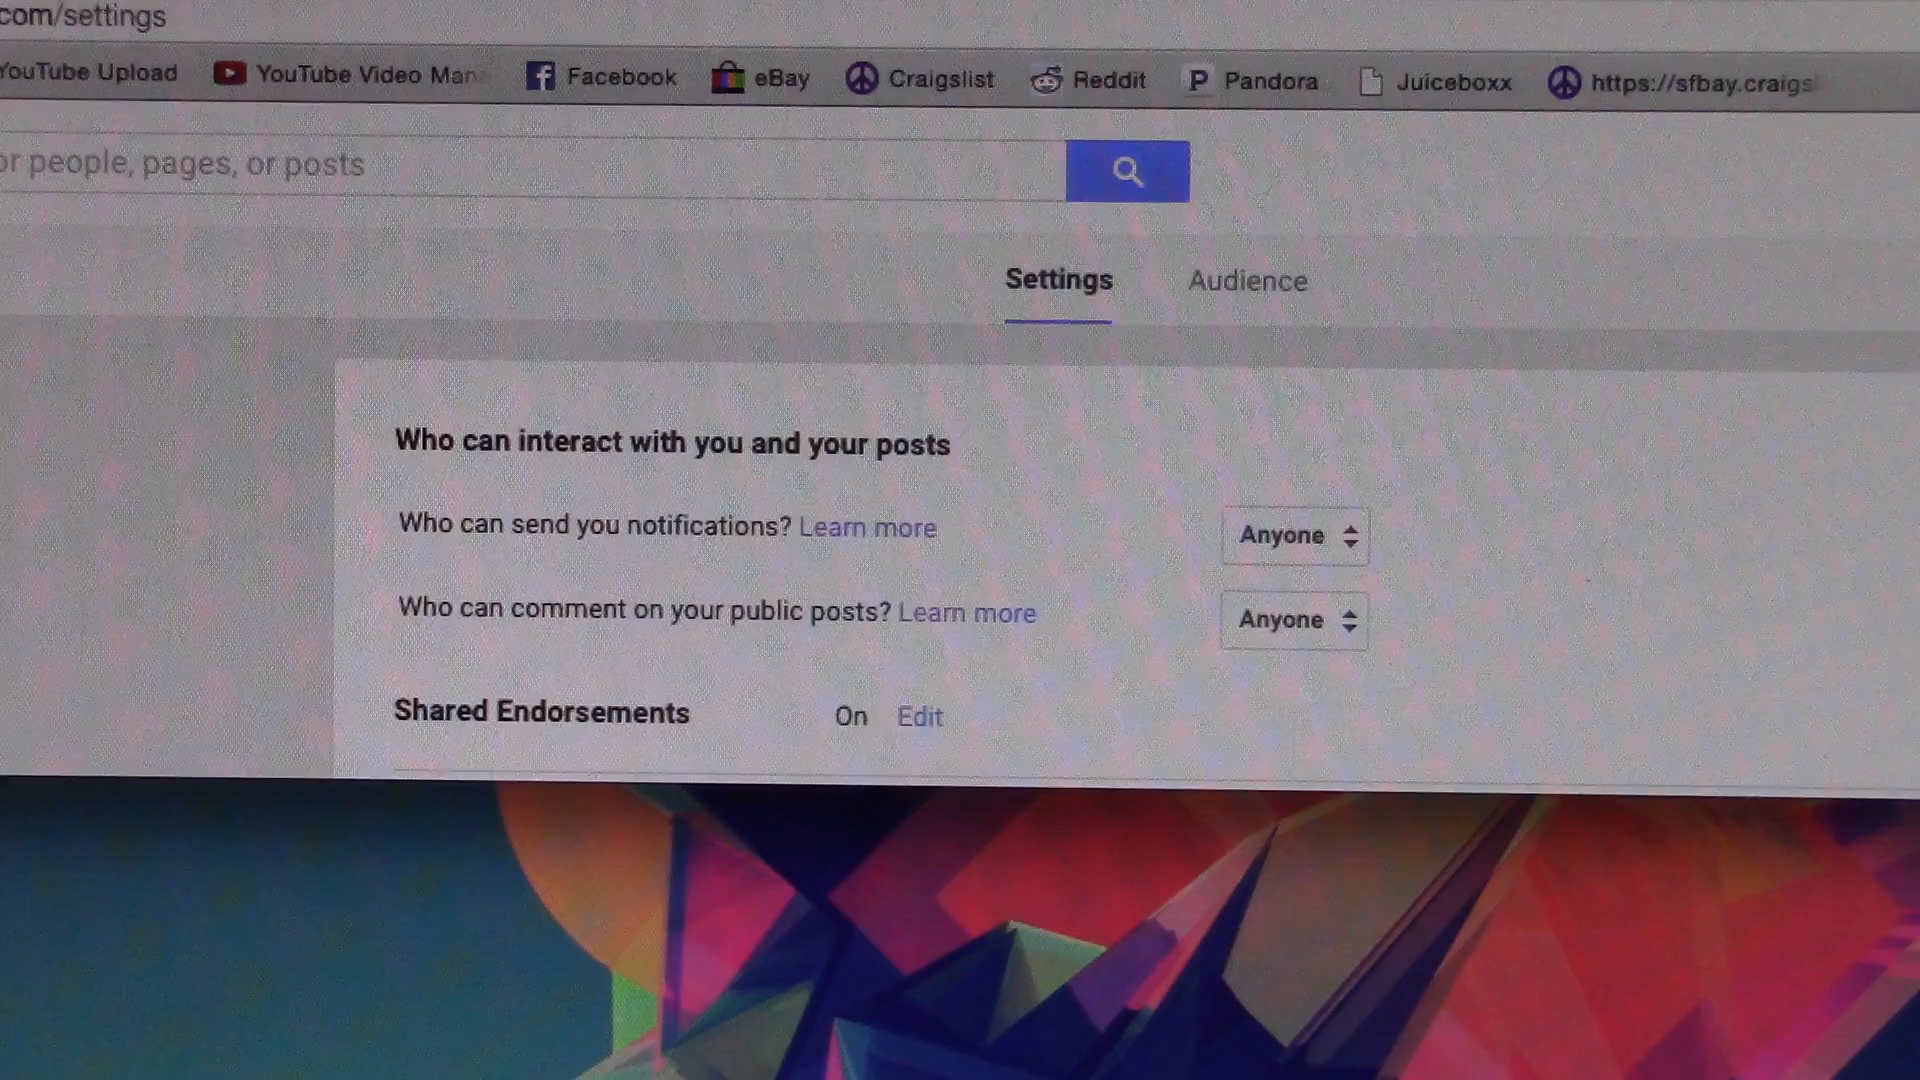 com/settings
YouTube Upload YouTube Video Mana Facebook eBay Craigslist Reddit Pandora Juiceboxx https://sfbay.craigs
or people, pages, or posts
Settings Audience
Who can interact with you and your posts
Who can send you notifications? Learn more Anyone
Who can comment on your public posts? Learn more Anyone
Shared Endorsements On Edit